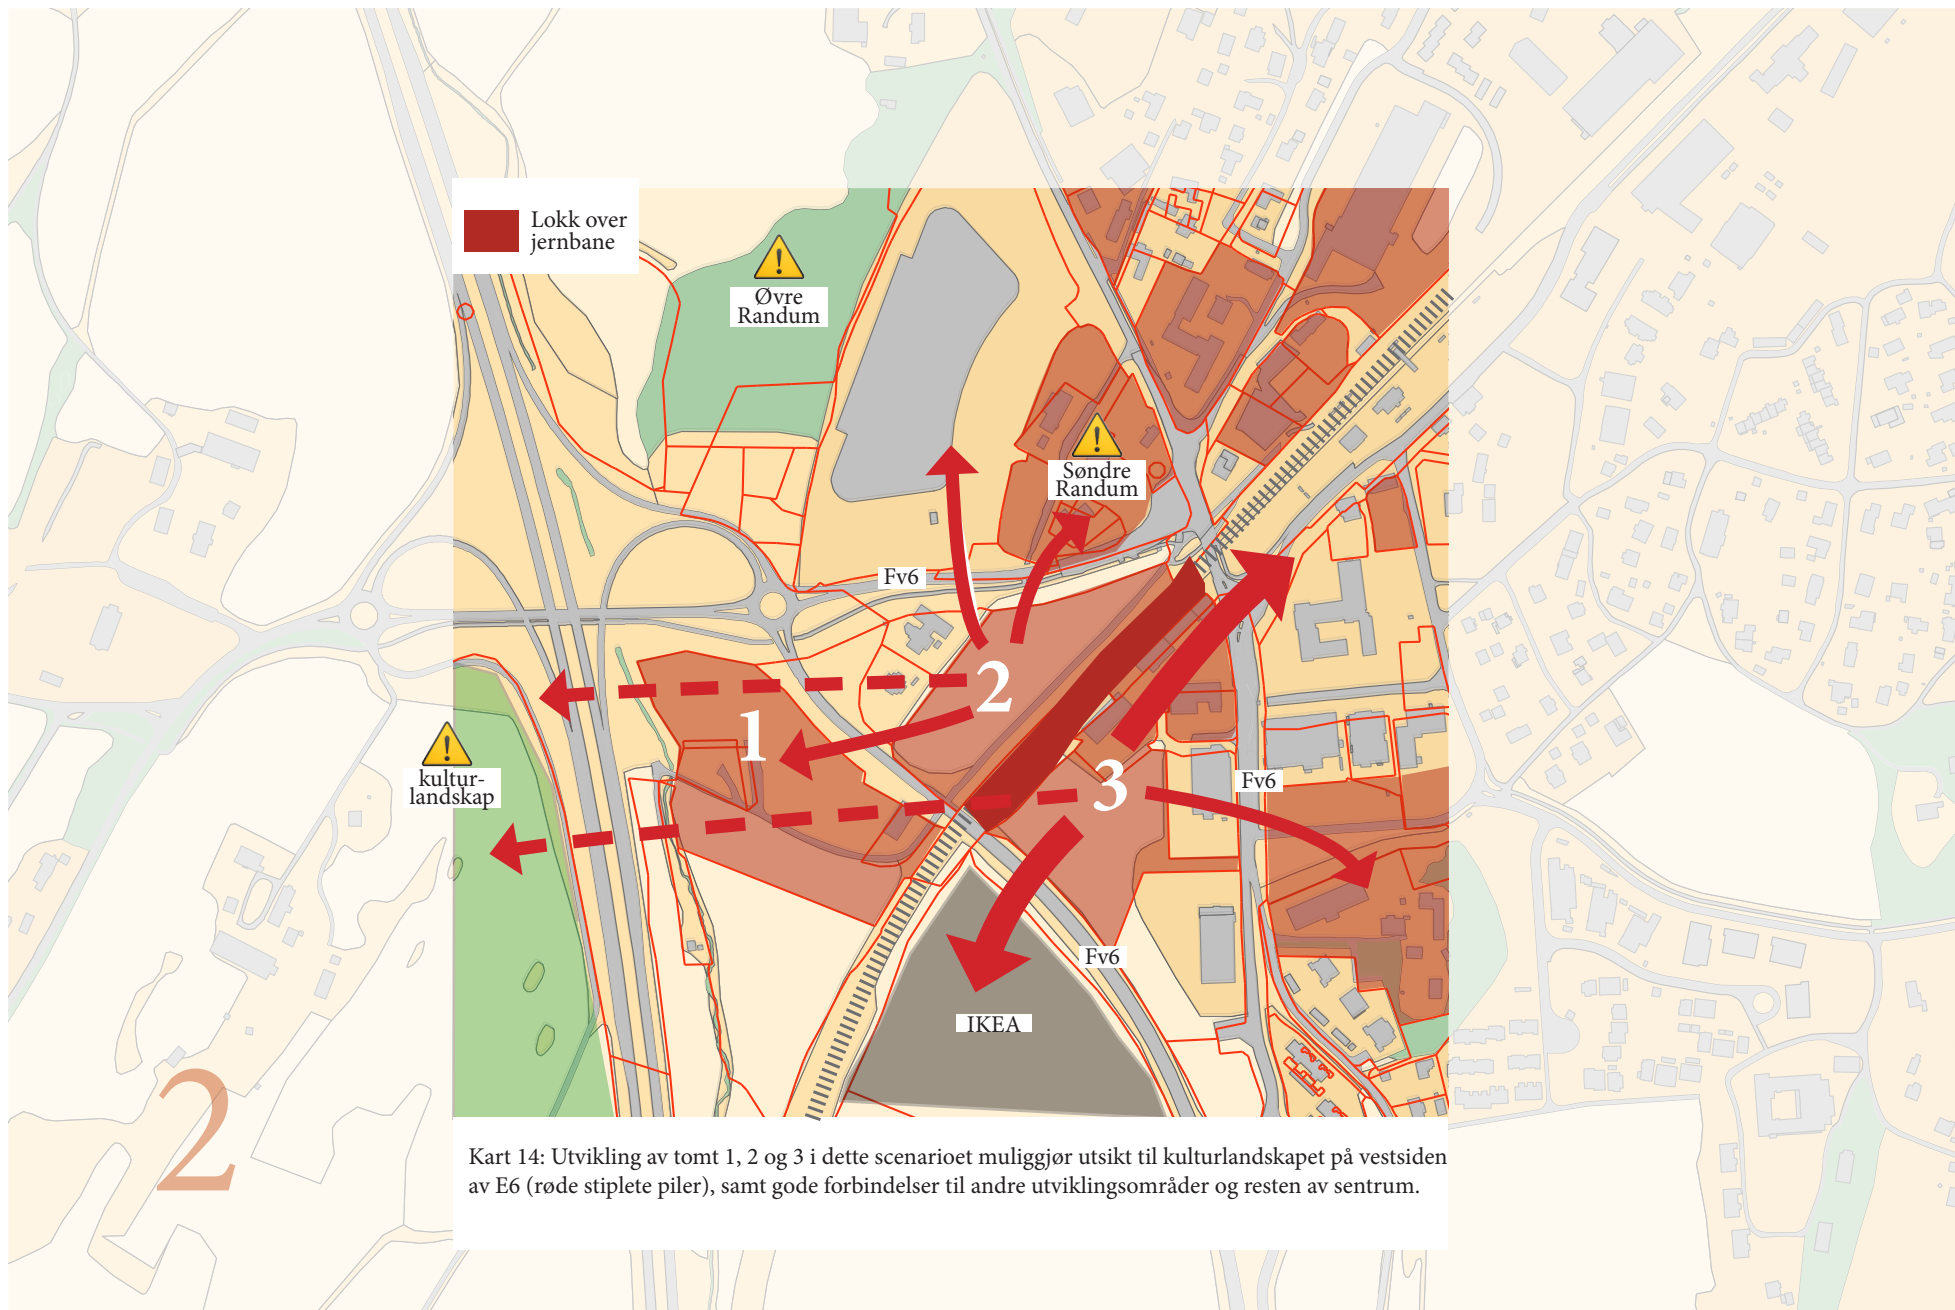 Lokk over
jernbane
Øvre
Randum
Søndre
Randum
Fv6
2
1
kultur-
landskap
3
Fv6
Fv6
IKEA
2
Kart 14: Utvikling av tomt 1, 2 og 3 i dette scenarioet muliggjør utsikt til kulturlandskapet på vestsiden
av E6 (røde stiplete piler), samt gode forbindelser til andre utviklingsområder og resten av sentrum.